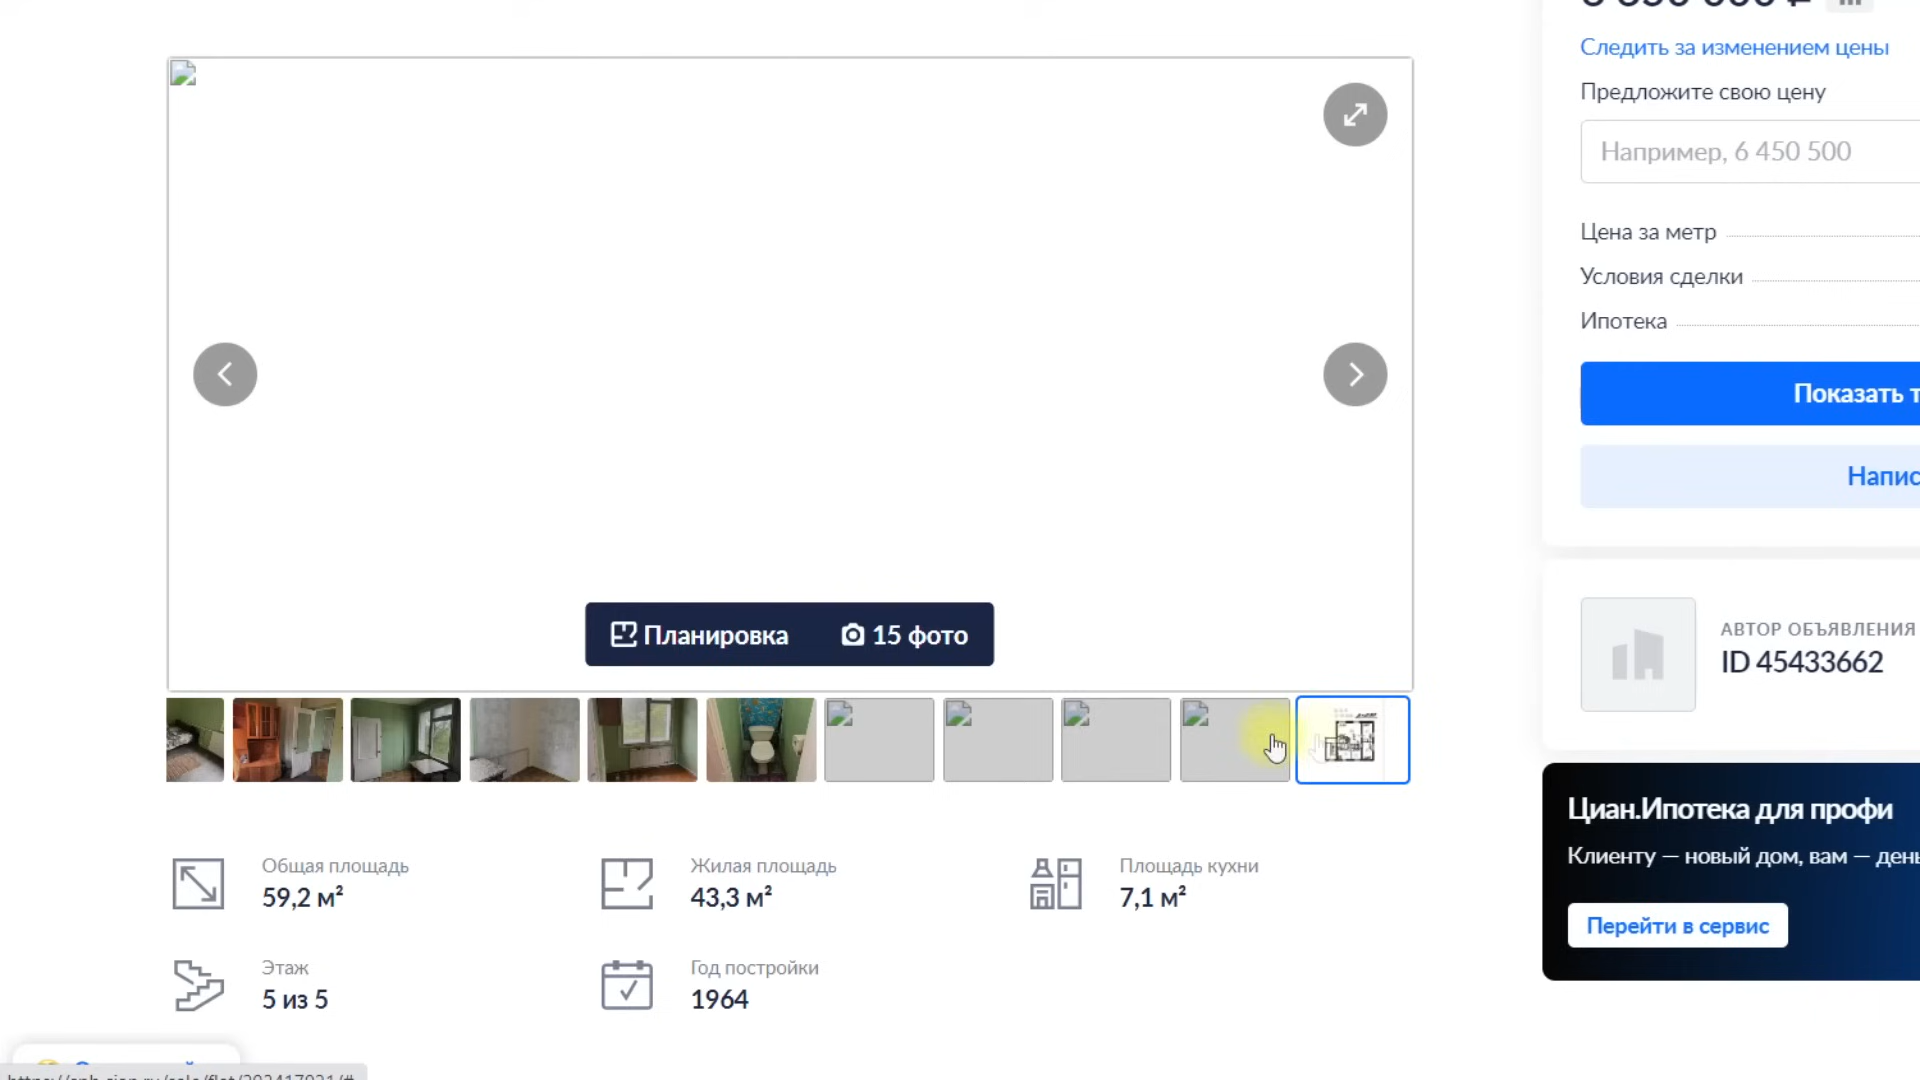 Следить за изменением цены
Предложите свою цену
Например, 6 450 500
Цена за метр
Условия сделки
Ипотека
Показать
Напис
Планировка
15 фото
АВТОР ОБЪЯВЛЕНИЯ
ID 45433662
Общая площадь
59,2 м²
Жилая площадь
43,3 м²
Площадь кухни
7,1 м²
Этаж
5 из 5
Год постройки
1964
Циан.Ипотека для профи
Клиенту — новый дом, вам — день
Перейти в сервис